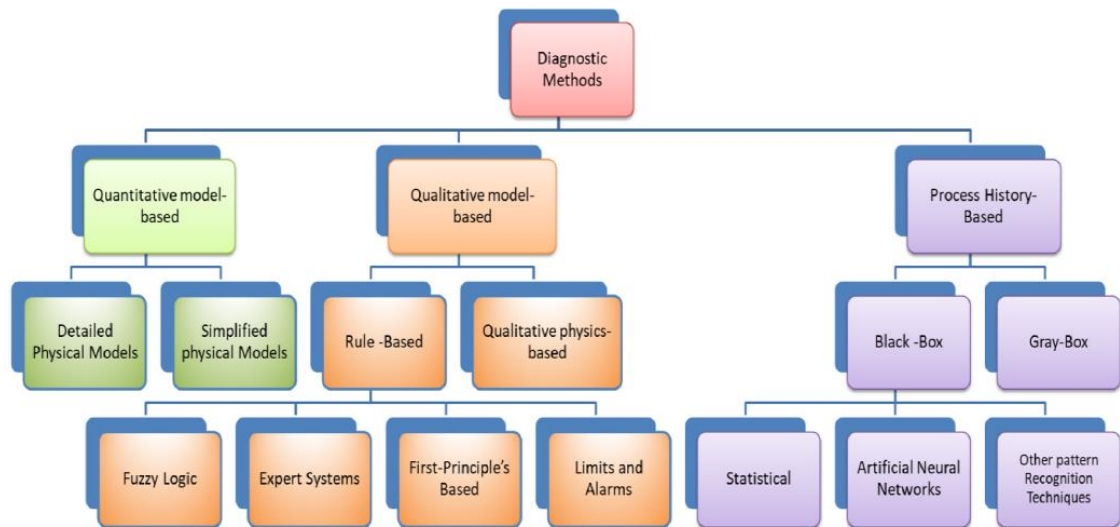 Diagnostic
Methods
Quantitative model-
based
Qualitative model-
based
Process History-
Based
Detailed
Physical Models
Simplified
physical Models
Rule -Based
Qualitative physics-
based
Black -Box
Gray-Box
Fuzzy Logic
Expert Systems
First-Principle’s
Based
Limits and
Alarms
Statistical
Artificial Neural
Networks
Other pattern
Recognition
Techniques